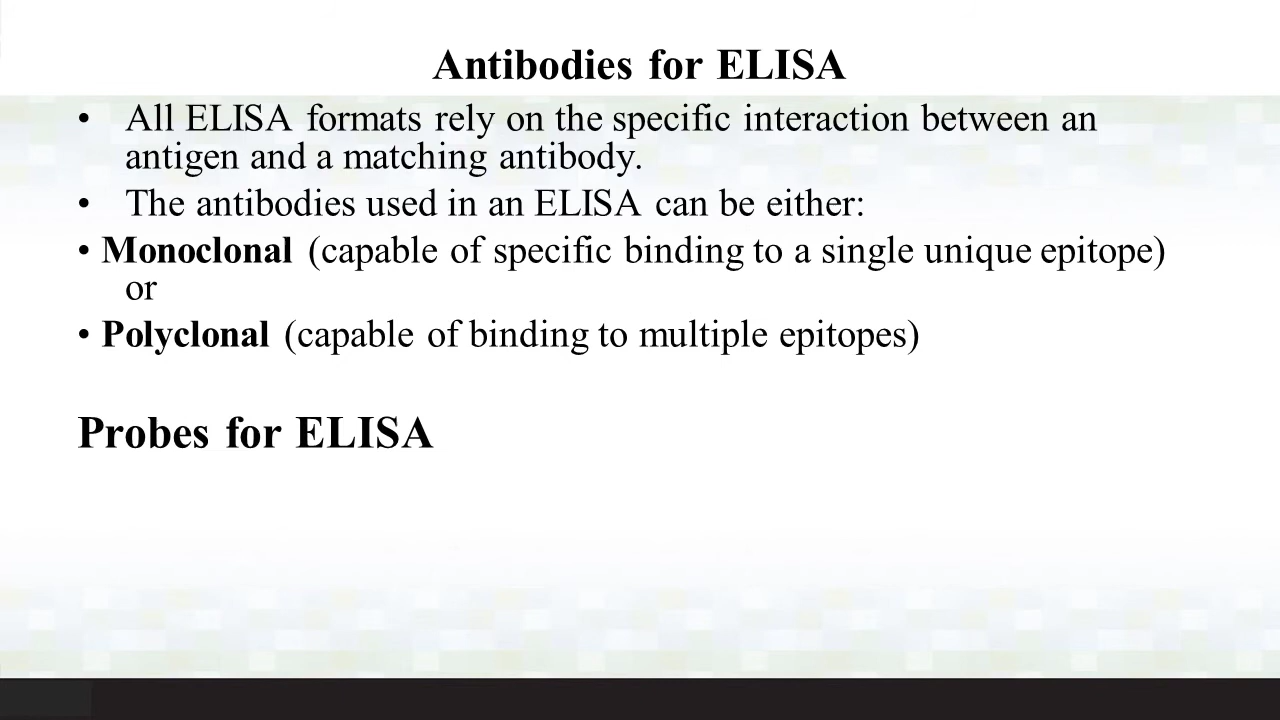 Antibodies for ELISA
• All ELISA formats rely on the specific interaction between an
antigen and a matching antibody.
• The antibodies used in an ELISA can be either:
• Monoclonal (capable of specific binding to a single unique epitope)
or
• Polyclonal (capable of binding to multiple epitopes)
Probes for ELISA